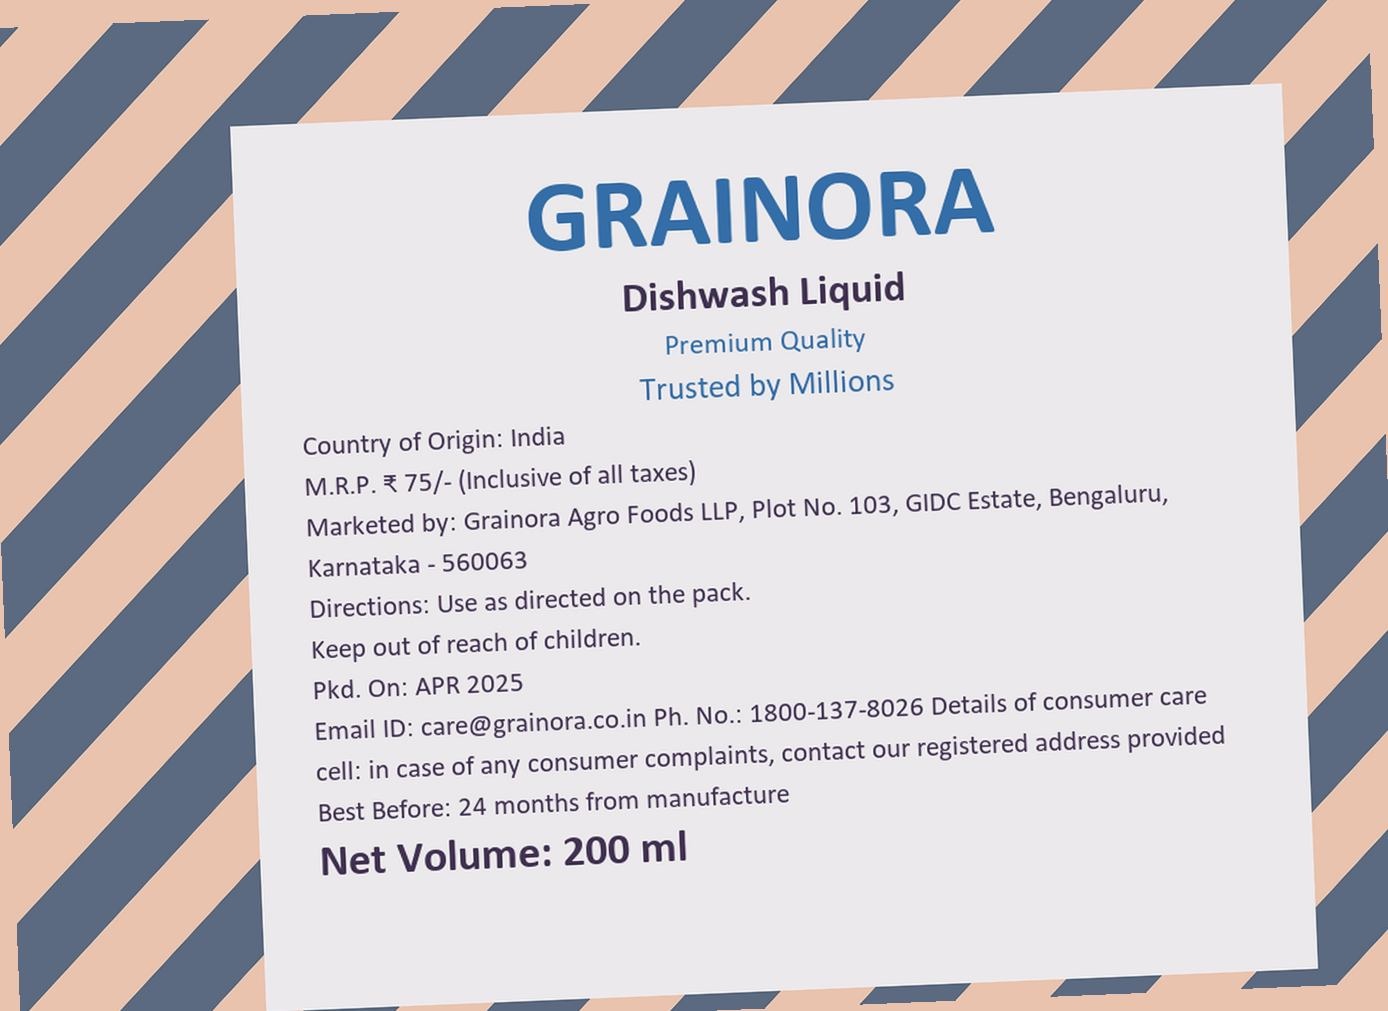 GRAINORA
Dishwash Liquid
Premium Quality
Trusted by Millions
Country of Origin: India
M.R.P. ₹ 75/- (Inclusive of all taxes)
Marketed by: Grainora Agro Foods LLP, Plot No. 103, GIDC Estate, Bengaluru,
Karnataka - 560063
Directions: Use as directed on the pack.
Keep out of reach of children.
Pkd. On: APR 2025
Email ID: care@grainora.co.in Ph. No.: 1800-137-8026 Details of consumer care
cell: in case of any consumer complaints, contact our registered address provided
Best Before: 24 months from manufacture
Net Volume: 200 ml